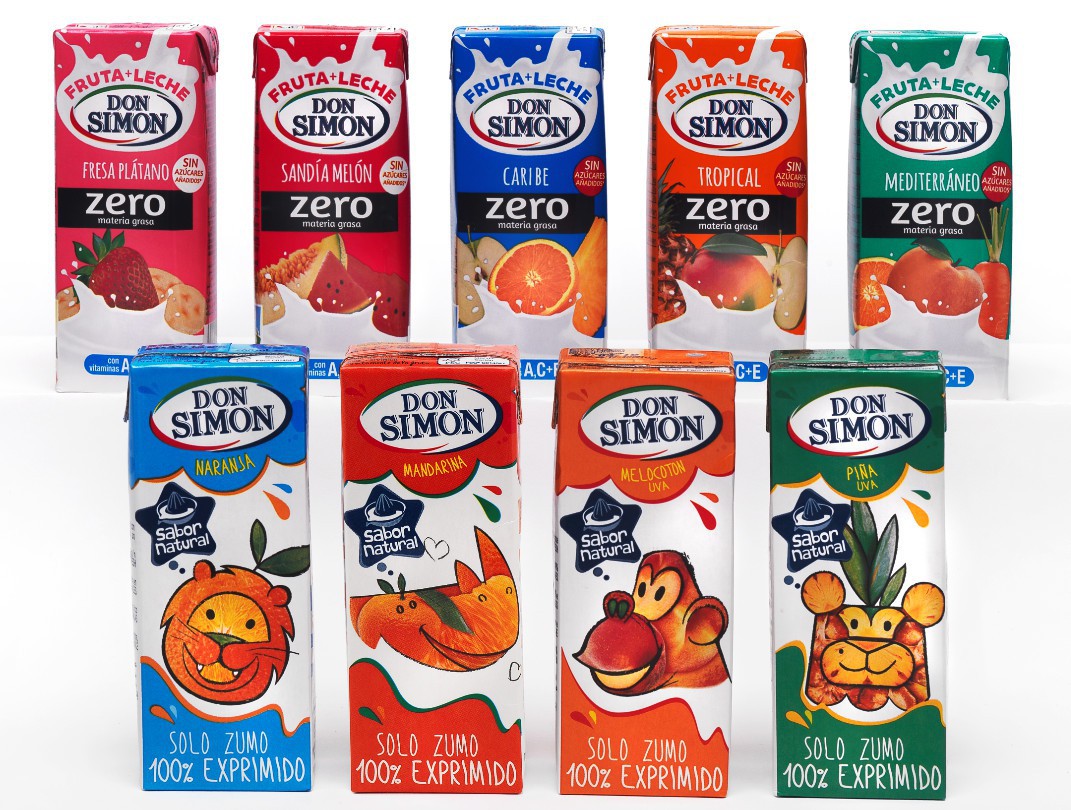 FRUTA+LECHE
DON
SIMON
FRESA PLÁTANO
SIN
AZÚCARES
AÑADIDOS*
zero
materia grasa
con
vitaminas A
FRUTA+LECHE
DON
SIMON
SANDÍA MELÓN
SIN
AZÚCARES
AÑADIDOS*
zero
materia grasa
con
FRUTA+LECHE
DON
SIMON
CARIBE
SIN
AZÚCARES
AÑADIDOS*
zero
materia grasa
A,C+E
FRUTA+LECHE
DON
SIMON
TROPICAL
SIN
AZÚCARES
AÑADIDOS*
zero
materia grasa
C+E
FRUTA+LECHE
DON
SIMON
MEDITERRÁNEO
SIN
AZÚCARES
AÑADIDOS*
zero
materia grasa
C+E
DON
SIMON
NARANJA
sabor
natural
SOLO ZUMO
100% EXPRIMIDO
DON
SIMON
MANDARINA
sabor
natural
SOLO ZUMO
100% EXPRIMIDO
DON
SIMON
MELOCOTON
UVA
sabor
natural
SOLO ZUMO
100% EXPRIMIDO
DON
SIMON
PIÑA
UVA
sabor
natural
SOLO ZUMO
100% EXPRIMIDO